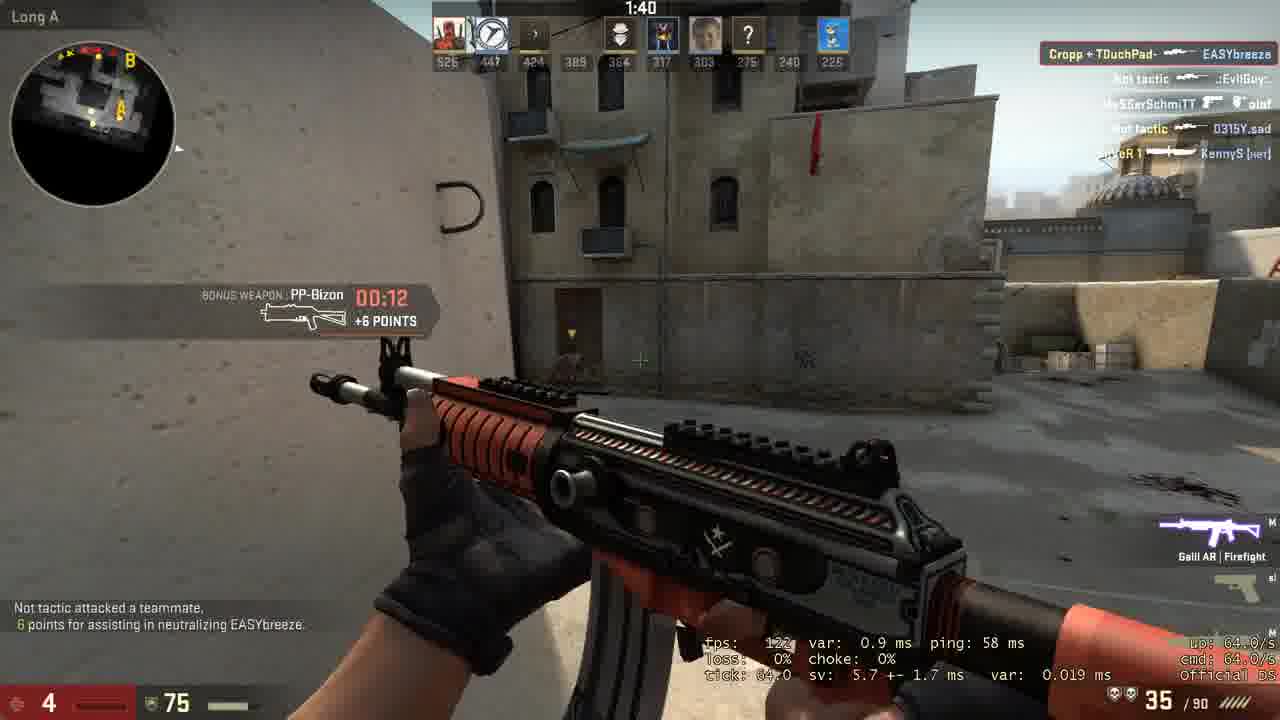 Long A
1:40
B
A
?
526 447 424 389 384 317 303 275 240 226
Cropp + TDuchPad- EASYbreeze
Not tactic .:EvilGuy:.
olof
Not tactic D315Y.sad
KennyS [нет]
BONUS WEAPON: PP-Bizon 00:12
+6 POINTS
Galil AR | Firefight
Not tactic attacked a teammate.
6 points for assisting in neutralizing EASYbreeze.
fps: 122 var: 0.9 ms ping: 58 ms up: 64.0/s
loss: 0% choke: 0% cmd: 64.0/s
tick: 64.0 sv: 5.7 +- 1.7 ms var: 0.019 ms Official DS
4 75 35 / 90